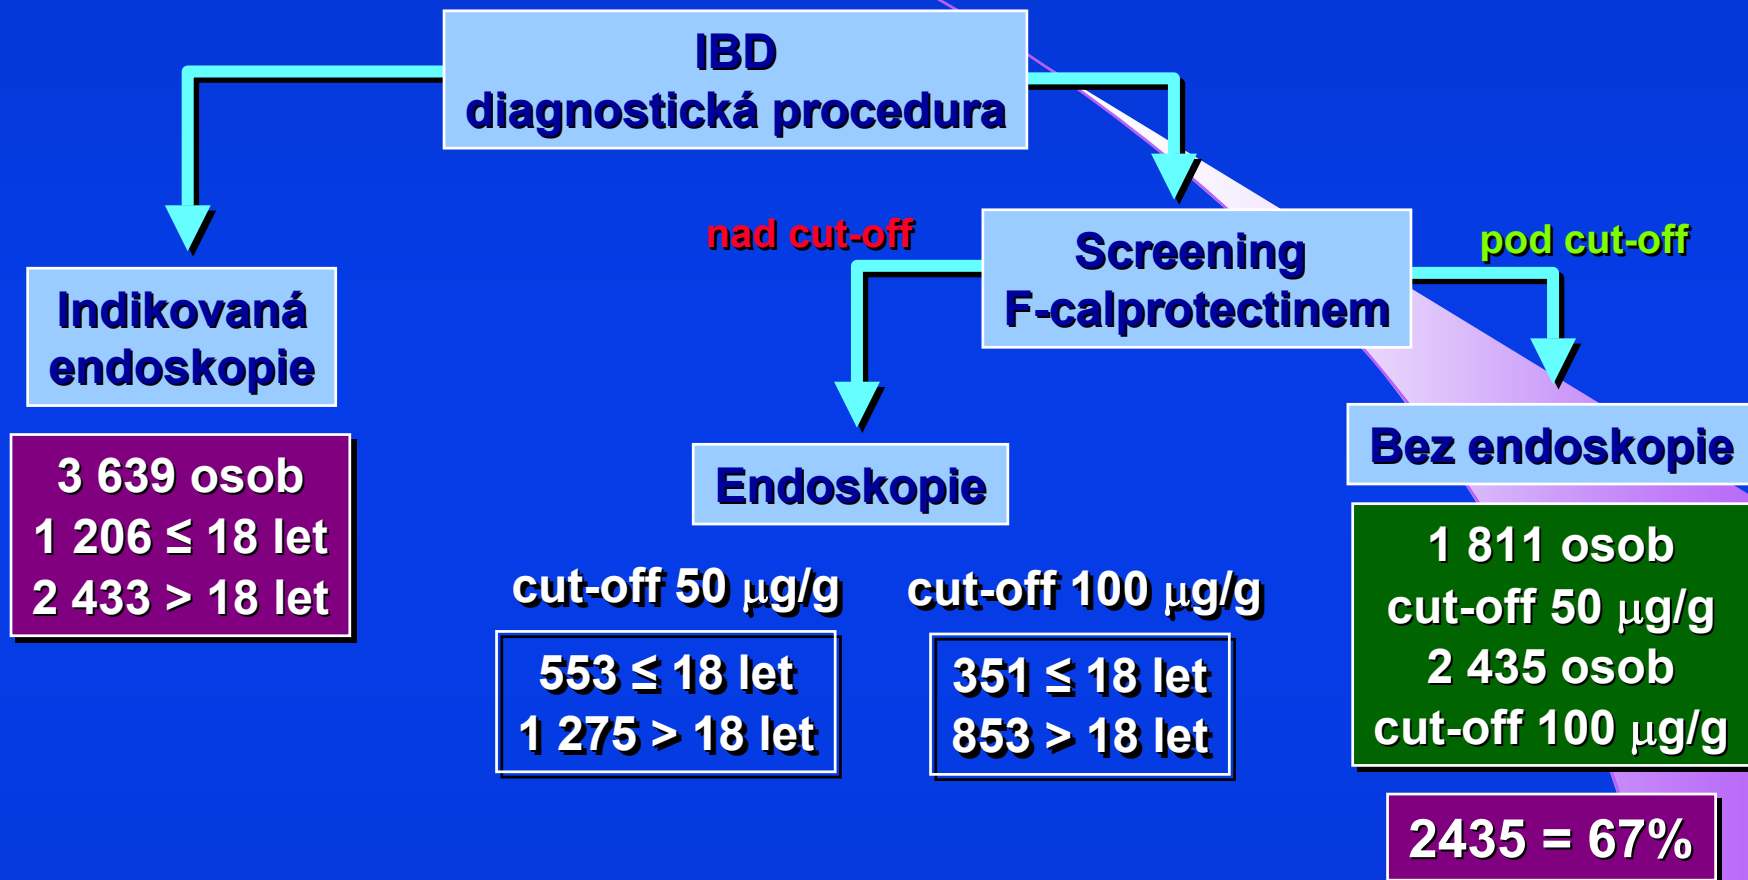 IBD
diagnostická procedura
nad cut-off
pod cut-off
Screening
F-calprotectinem
Indikovaná
endoskopie
3 639 osob
1 206 ≤ 18 let
2 433 > 18 let
Endoskopie
cut-off 50 µg/g
553 ≤ 18 let
1 275 > 18 let
cut-off 100 µg/g
351 ≤ 18 let
853 > 18 let
Bez endoskopie
1 811 osob
cut-off 50 µg/g
2 435 osob
cut-off 100 µg/g
2435 = 67%